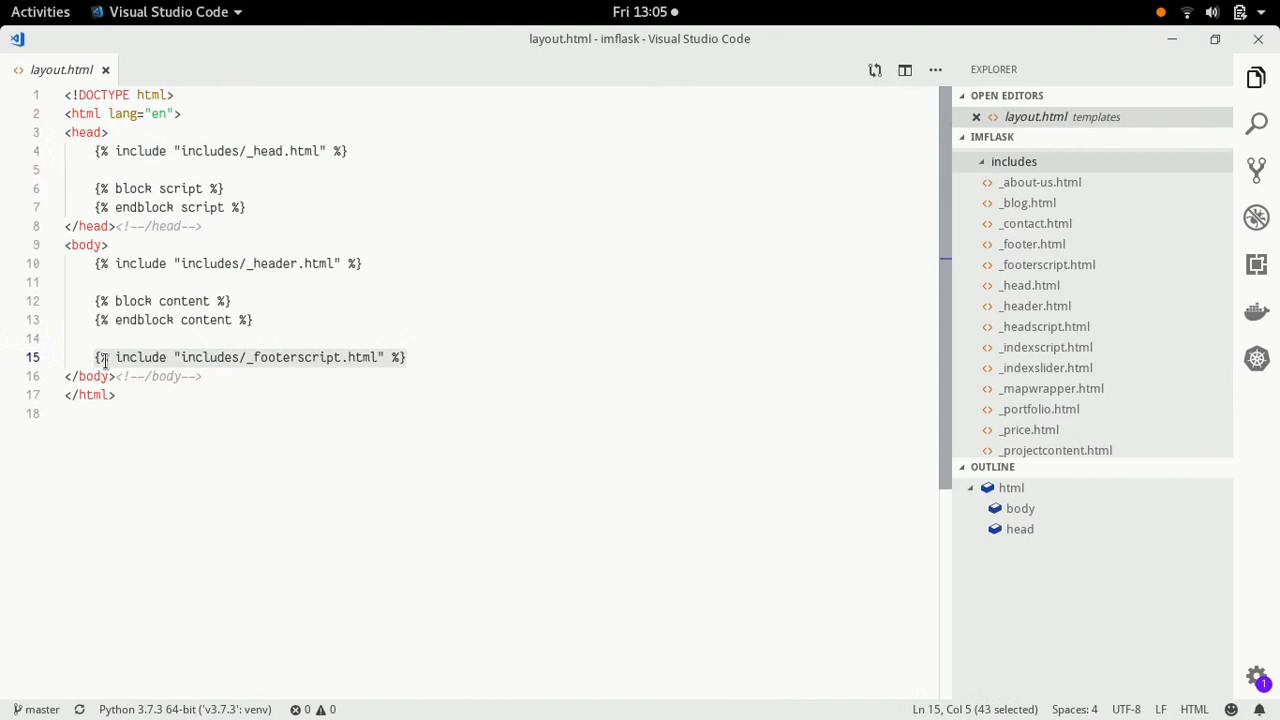 Activities Visual Studio Code Fri 13:05
layout.html - imflask - Visual Studio Code
layout.html
1 <!DOCTYPE html>
2 <html lang="en">
3 <head>
4 {% include "includes/_head.html" %}
5
6 {% block script %}
7 {% endblock script %}
8 </head><!--/head-->
9 <body>
10 {% include "includes/_header.html" %}
11
12 {% block content %}
13 {% endblock content %}
14
15 {% include "includes/_footerscript.html" %}
16 </body><!--/body-->
17 </html>
18
EXPLORER
OPEN EDITORS
layout.html templates
IMFLASK
includes
_about-us.html
_blog.html
_contact.html
_footer.html
_footerscript.html
_head.html
_header.html
_headscript.html
_indexscript.html
_indexslider.html
_mapwrapper.html
_portfolio.html
_price.html
_projectcontent.html
OUTLINE
html
body
head
1
master Python 3.7.3 64-bit ('v3.7.3': venv) 0 0 Ln 15, Col 5 (43 selected) Spaces: 4 UTF-8 LF HTML